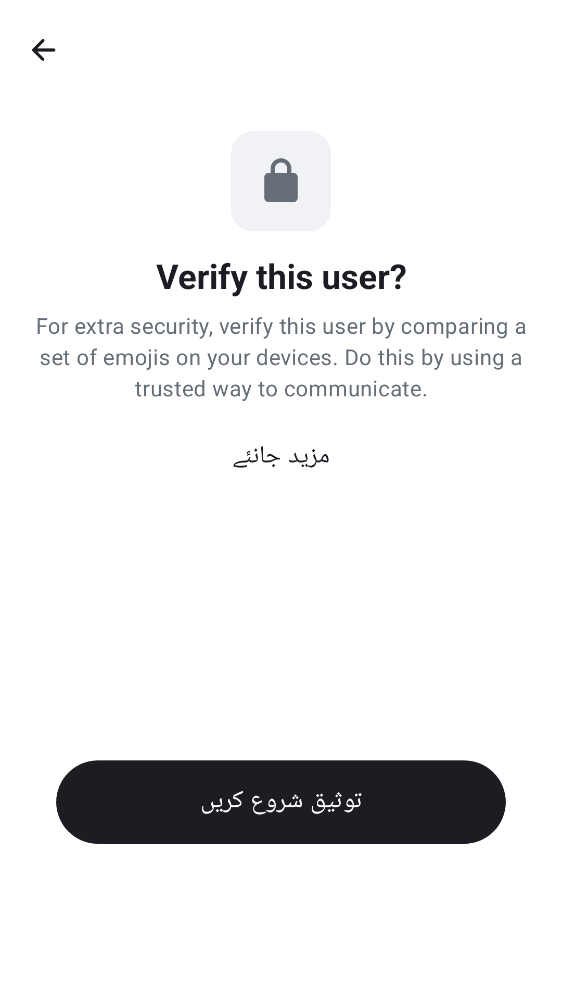 Verify this user?
For extra security, verify this user by comparing a
set of emojis on your devices. Do this by using a
trusted way to communicate.
مزید جانئے
توثیق شروع کریں